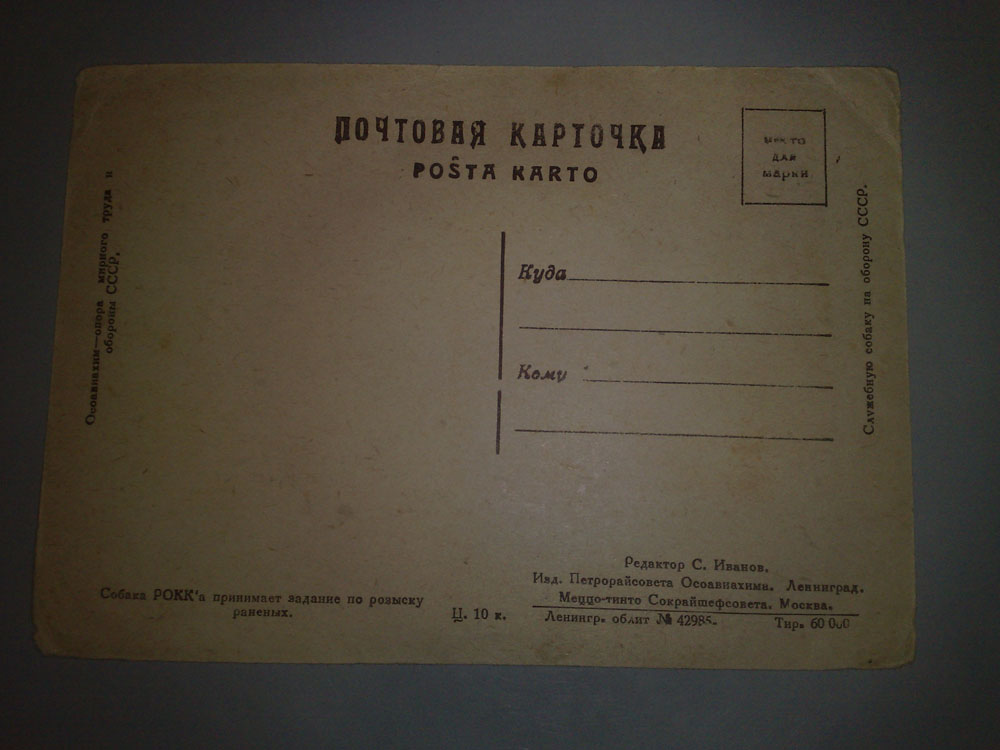 ПОЧТОВАЯ КАРТОЧКА
POŜTA KARTO
место
для
марки
Осоавиахим—опора мирного труда и
обороны СССР.
Куда
Кому
Служебную собаку на оборону СССР.
Собака РОКК'а принимает задание по розыску
раненых.
Ц. 10 к.
Редактор С. Иванов.
Изд. Петрорайсовета Осоавиахима. Ленинград.
Меццо-тинто Сокрайшефсовета. Москва.
Ленингр. облит № 42985. Тир. 60 000